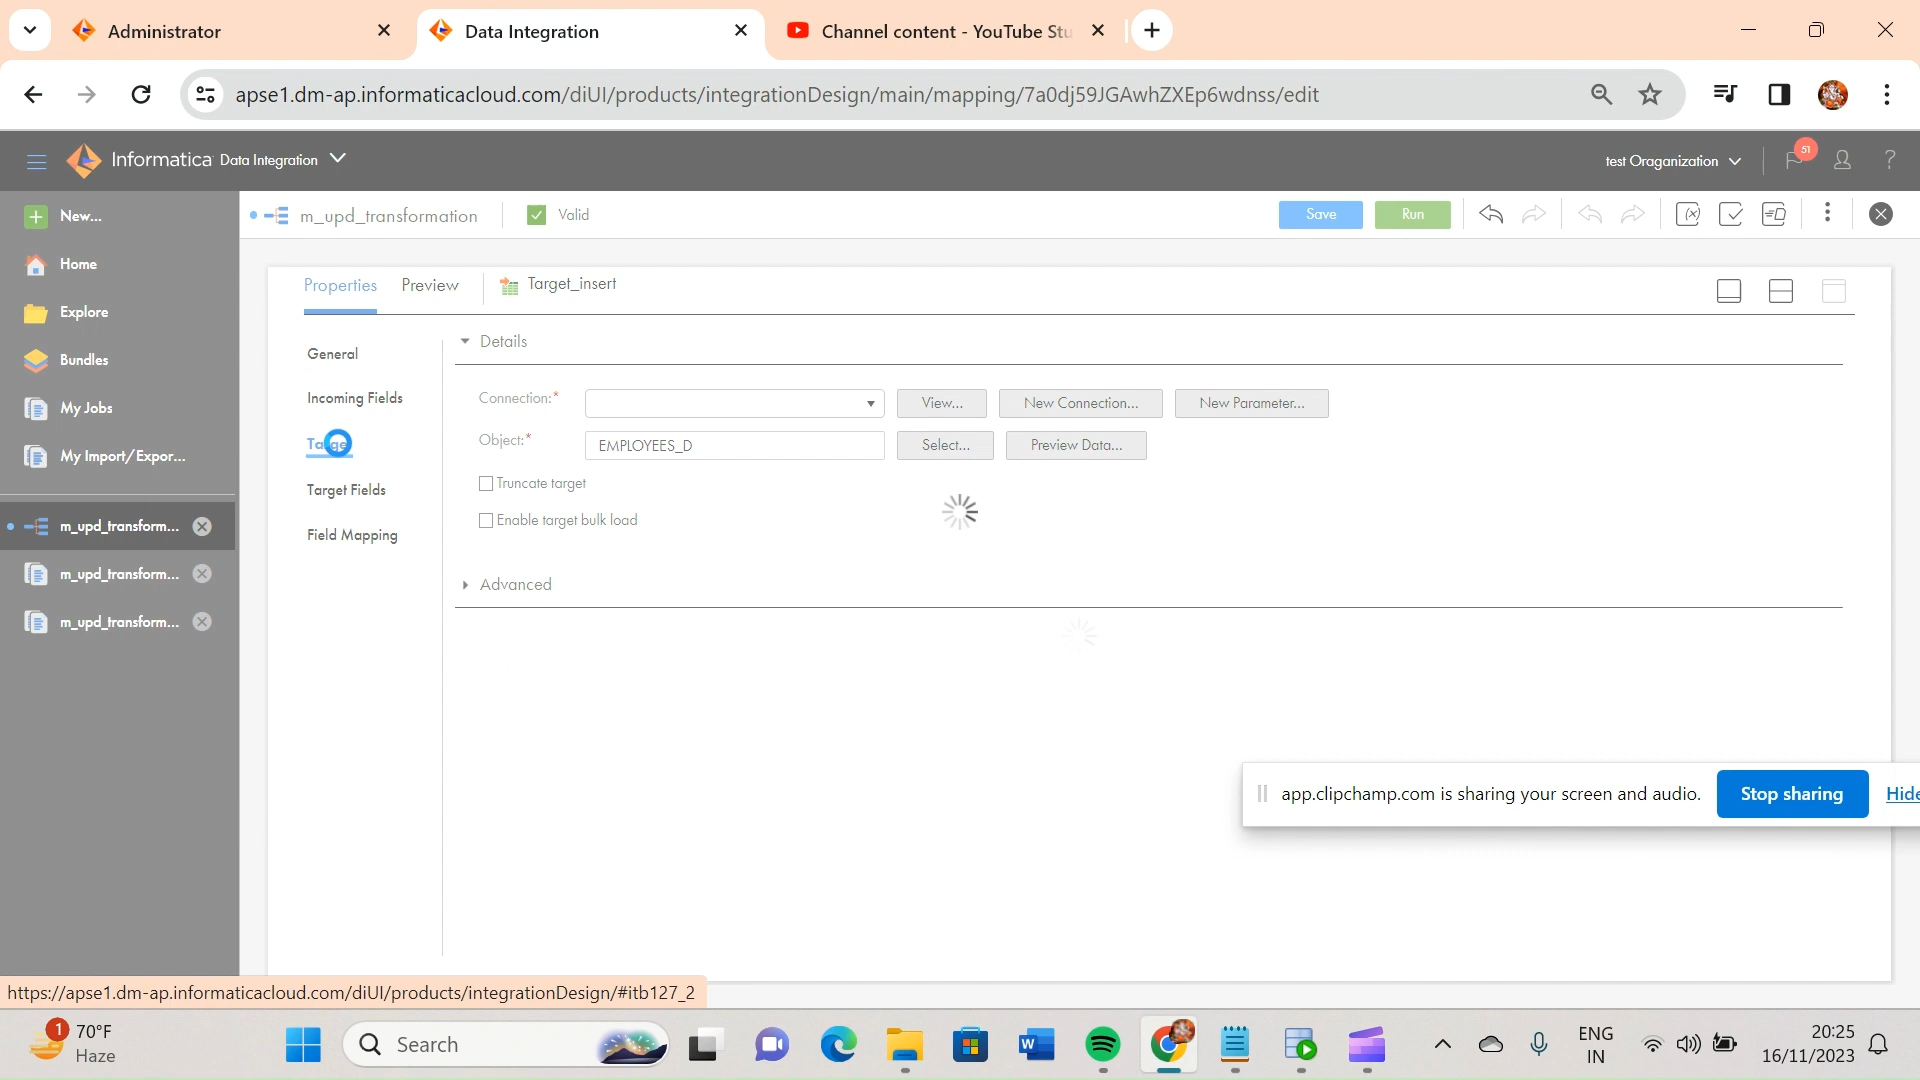 Administrator
Data Integration
Channel content - YouTube Stu
apse1.dm-ap.informaticacloud.com/diUI/products/integrationDesign/main/mapping/7a0dj59JGAwhZXEp6wdnss/edit
Informatica Data Integration
test Oraganization
51
?
New...
m_upd_transformation
Valid
Save
Run
Home
Explore
Bundles
My Jobs
My Import/Expor...
m_upd_transform...
m_upd_transform...
m_upd_transform...
Properties
Preview
Target_insert
General
Incoming Fields
Target
Target Fields
Field Mapping
Details
Connection:*
View...
New Connection...
New Parameter...
Object:*
EMPLOYEES_D
Select...
Preview Data...
Truncate target
Enable target bulk load
Advanced
app.clipchamp.com is sharing your screen and audio.
Stop sharing
Hide
https://apse1.dm-ap.informaticacloud.com/diUI/products/integrationDesign/#itb127_2
1
70°F
Haze
Search
ENG
IN
20:25
16/11/2023